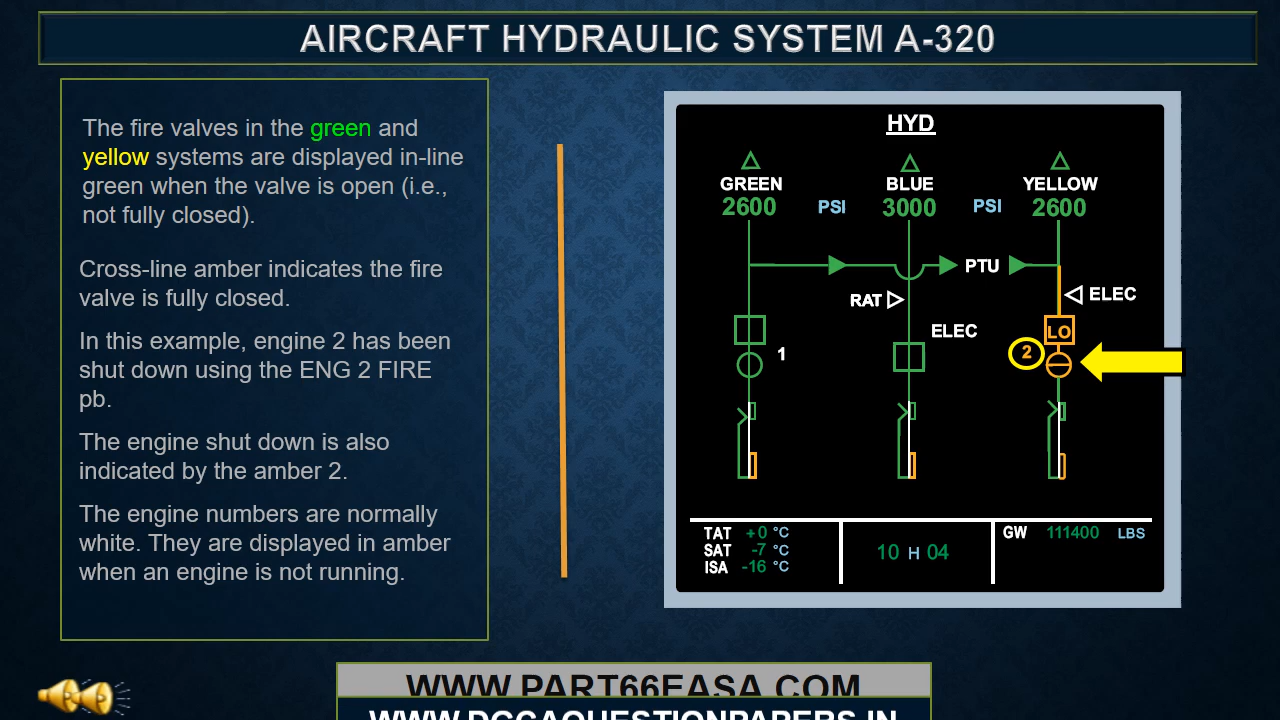 AIRCRAFT HYDRAULIC SYSTEM A-320
The fire valves in the green and
yellow systems are displayed in-line
green when the valve is open (i.e.,
not fully closed).
Cross-line amber indicates the fire
valve is fully closed.
In this example, engine 2 has been
shut down using the ENG 2 FIRE
pb.
The engine shut down is also
indicated by the amber 2.
The engine numbers are normally
white. They are displayed in amber
when an engine is not running.
HYD
GREEN BLUE YELLOW
2600 PSI 3000 PSI 2600
PTU
RAT ELEC
LO
ELEC
1 2
TAT +0 °C
SAT -7 °C
ISA -16 °C
10 H 04
GW 111400 LBS
WWW.PART66EASA.COM
WWW.DGCAQUESTIONPAPERS.IN